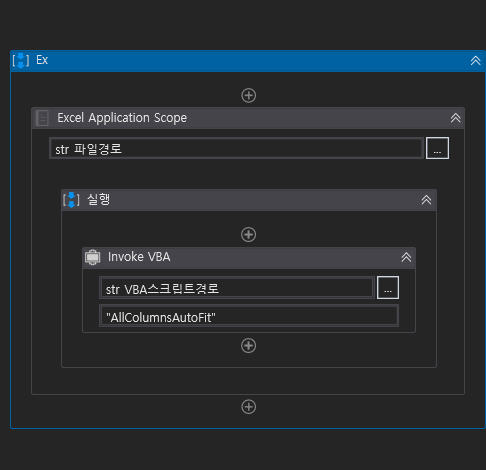 Ex
Excel Application Scope
str 파일경로
...
실행
Invoke VBA
str VBA스크립트경로
...
"AllColumnsAutoFit"